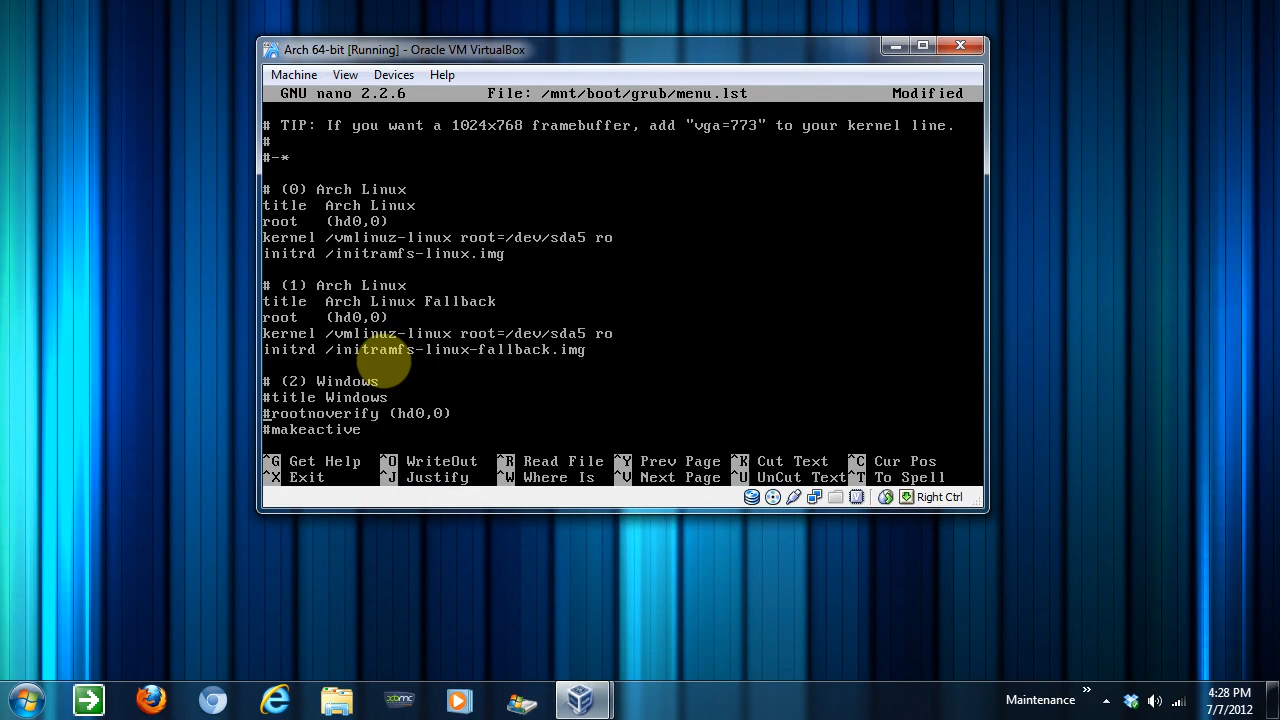 Arch 64-bit [Running] - Oracle VM VirtualBox
Machine View Devices Help
GNU nano 2.2.6 File: /mnt/boot/grub/menu.lst Modified
# TIP: If you want a 1024x768 framebuffer, add "vga=773" to your kernel line.
#
#-*
# (0) Arch Linux
title Arch Linux
root (hd0,0)
kernel /vmlinuz-linux root=/dev/sda5 ro
initrd /initramfs-linux.img
# (1) Arch Linux
title Arch Linux Fallback
root (hd0,0)
kernel /vmlinuz-linux root=/dev/sda5 ro
initrd /initramfs-linux-fallback.img
# (2) Windows
#title Windows
#rootnoverify (hd0,0)
#makeactive
^G Get Help ^O WriteOut ^R Read File ^Y Prev Page ^K Cut Text ^C Cur Pos
^X Exit ^J Justify ^W Where Is ^V Next Page ^U UnCut Text ^T To Spell
Right Ctrl
xbmc
Maintenance »
4:28 PM
7/7/2012